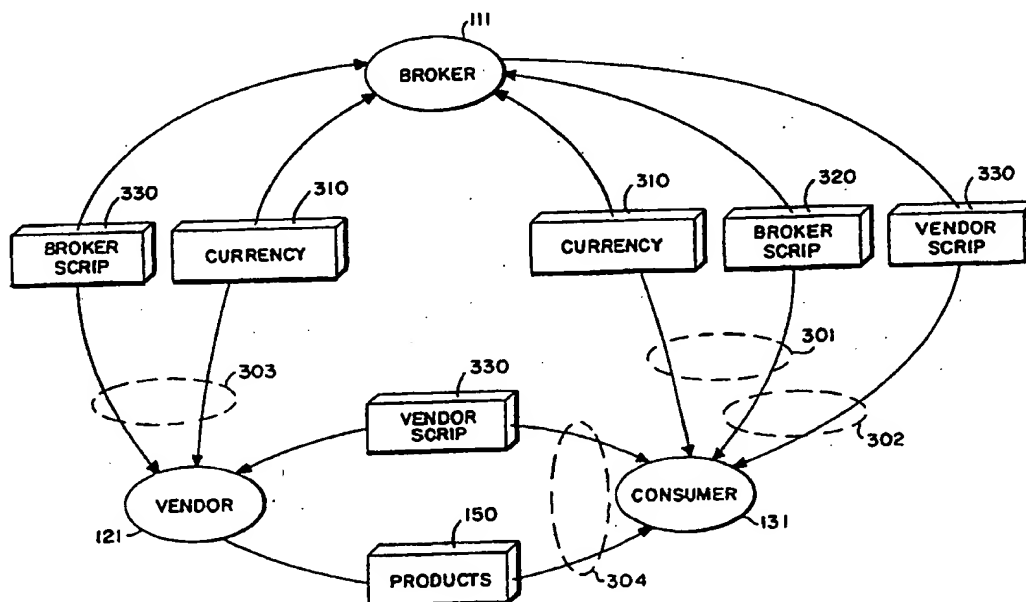 111
BROKER
330
310
310
320
330
BROKER
SCRIP
CURRENCY
CURRENCY
BROKER
SCRIP
VENDOR
SCRIP
301
303
330
VENDOR
SCRIP
302
VENDOR
CONSUMER
121
131
150
PRODUCTS
304